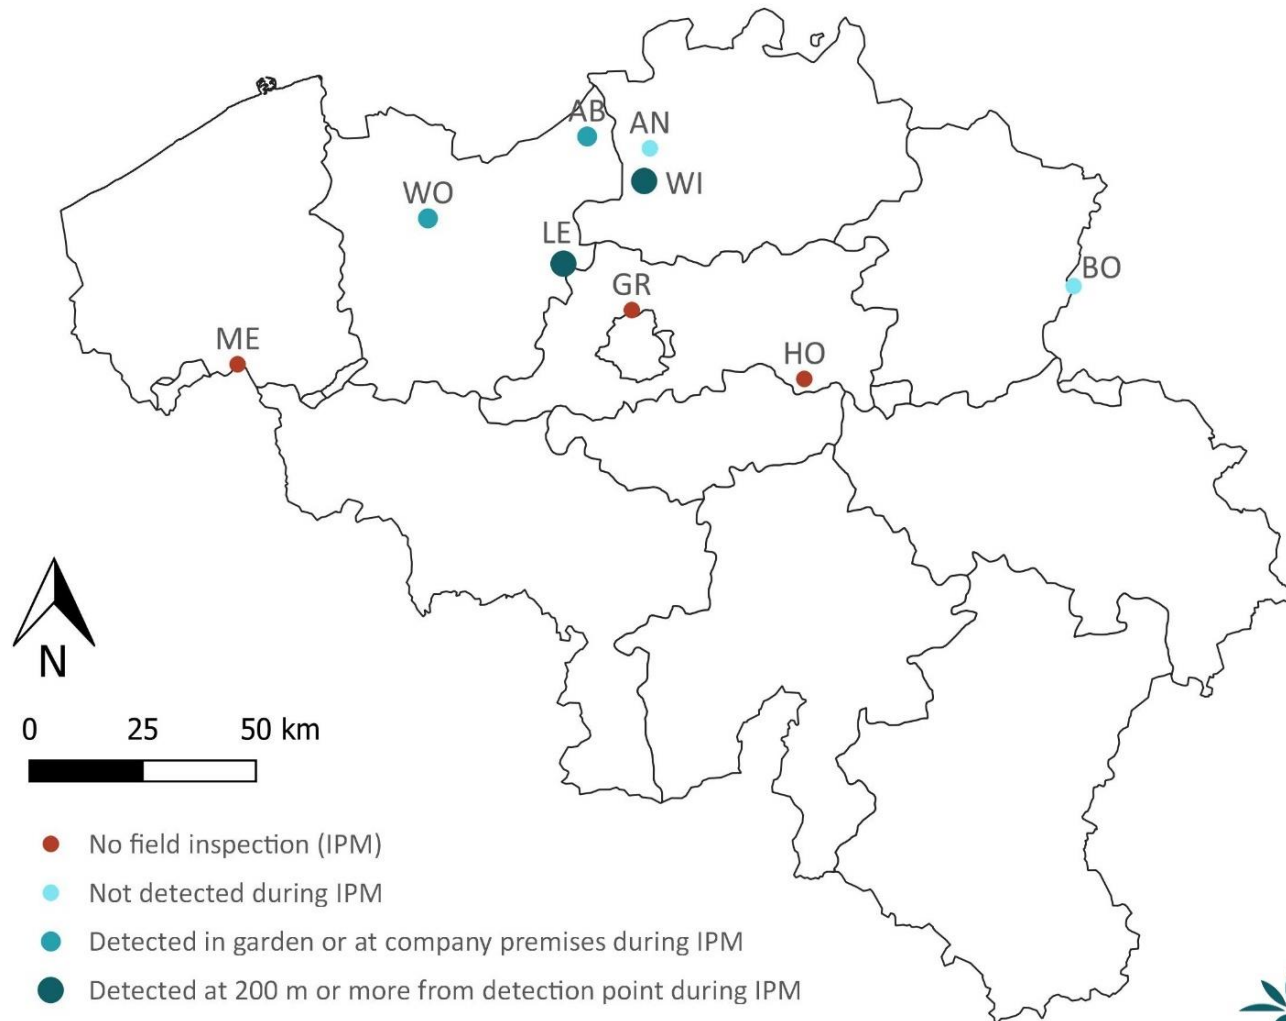 AB
AN
WI
WO
LE
BO
GR
ME
HO
N
0 25 50 km
No field inspection (IPM)
Not detected during IPM
Detected in garden or at company premises during IPM
Detected at 200 m or more from detection point during IPM